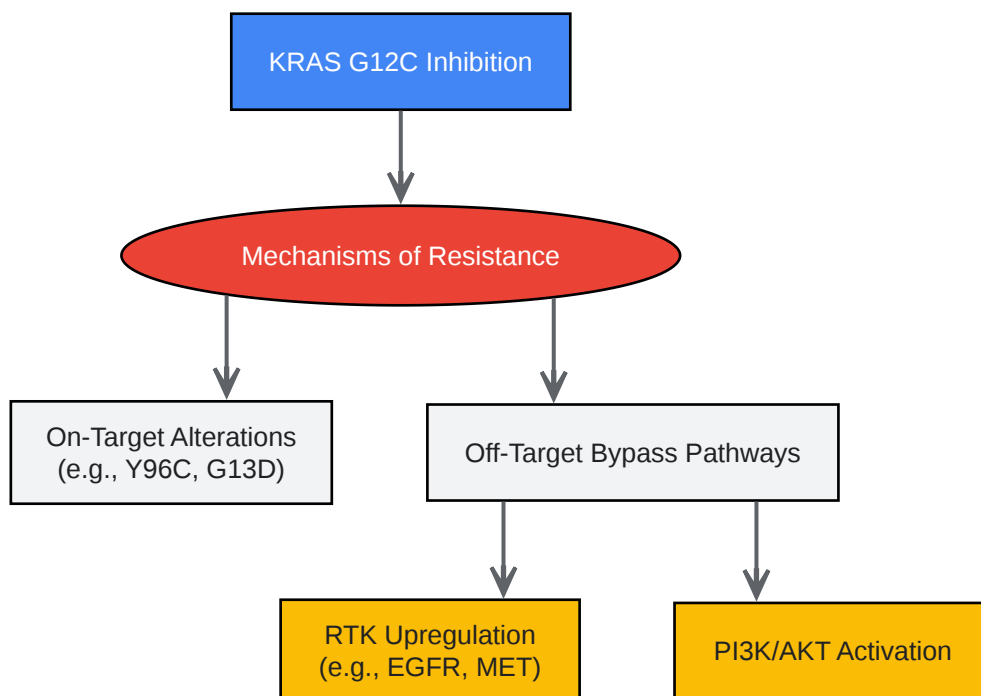 KRAS G12C Inhibition
Mechanisms of Resistance
On-Target Alterations
(e.g., Y96C, G13D)
Off-Target Bypass Pathways
RTK Upregulation
(e.g., EGFR, MET)
PI3K/AKT Activation